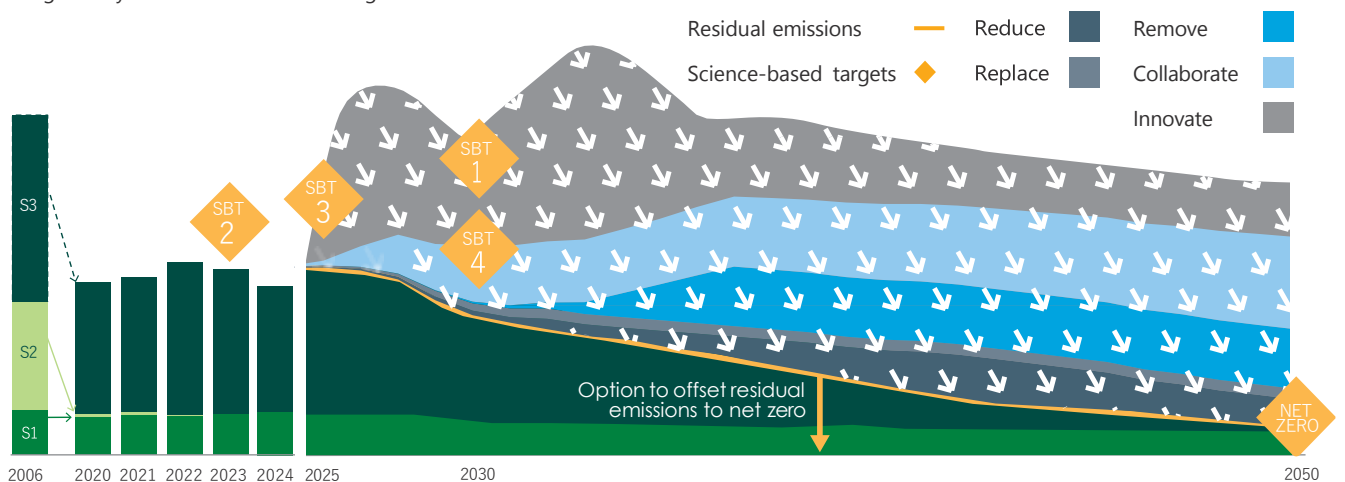 Residual emissions
Reduce
Remove
Science-based targets
Replace
Collaborate
Innovate
S3
S2
S1
SBT
2
SBT
3
SBT
1
SBT
4
Option to offset residual
emissions to net zero
NET
ZERO
2006
2020
2021
2022
2023
2024
2025
2030
2050